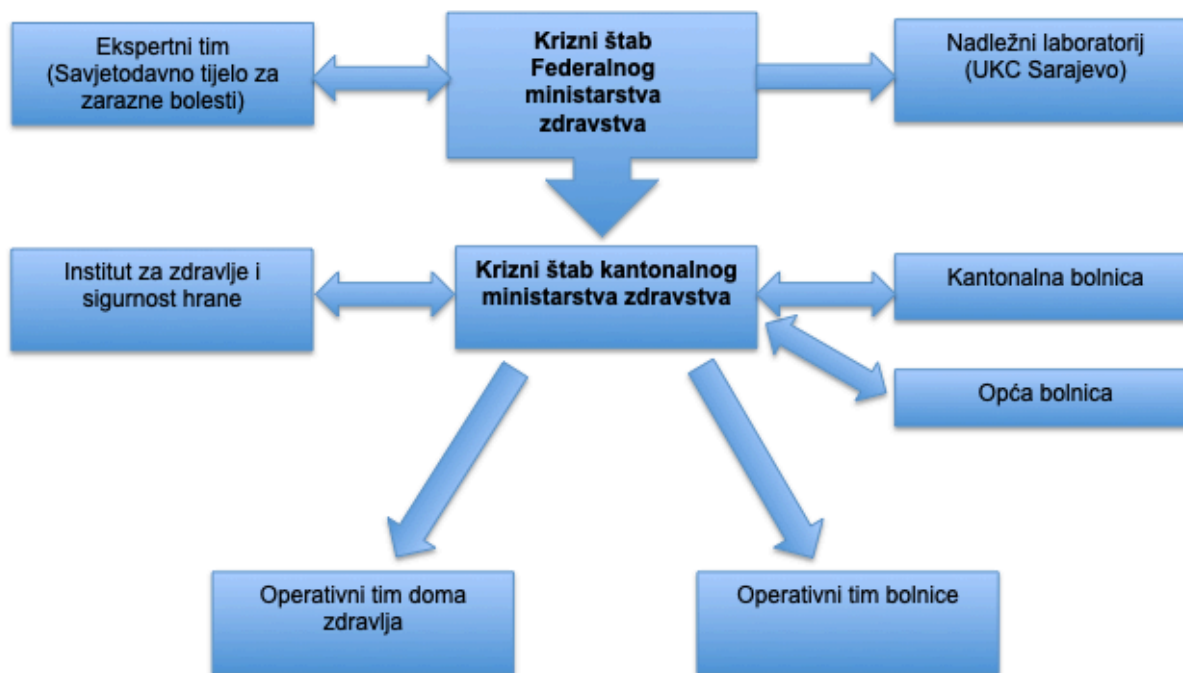 Ekspertni tim
(Savjetodavno tijelo za
zarazne bolesti)
Krizni štab
Federalnog
ministarstva
zdravstva
Nadležni laboratorij
(UKC Sarajevo)
Institut za zdravlje i
sigurnost hrane
Krizni štab kantonalnog
ministarstva zdravstva
Kantonalna bolnica
Opća bolnica
Operativni tim doma
zdravlja
Operativni tim bolnice